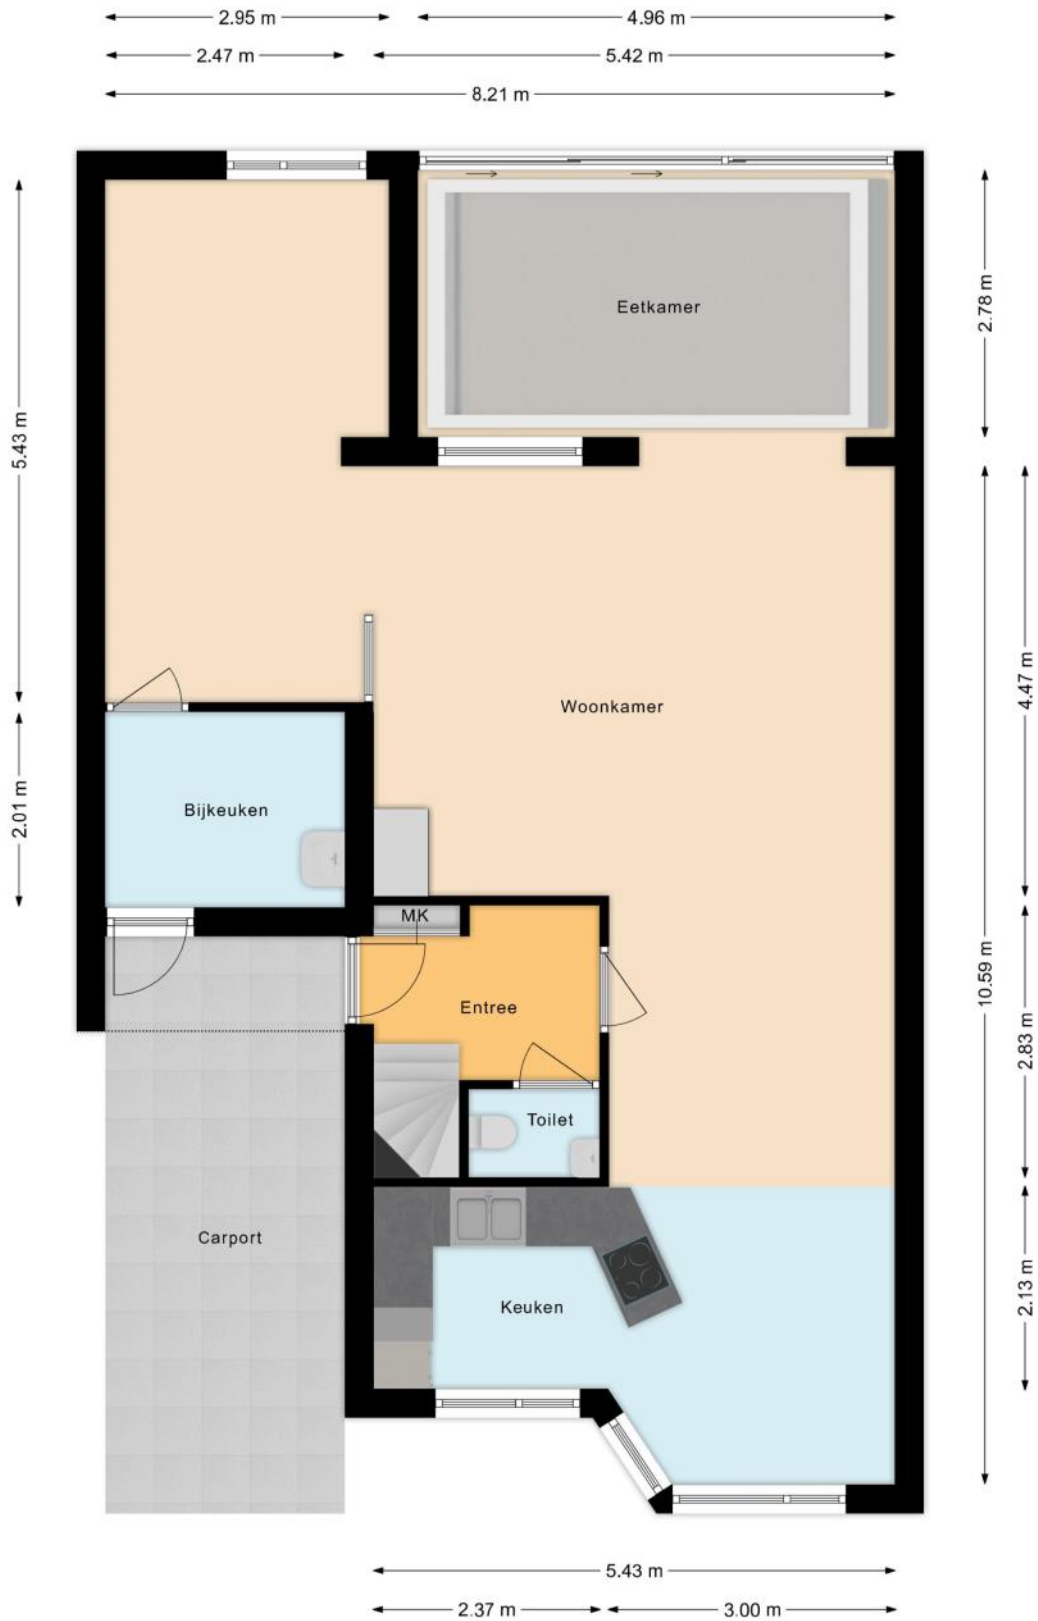 2.95 m
4.96 m
2.47 m
5.42 m
8.21 m
Eetkamer
2.78 m
5.43 m
4.47 m
Woonkamer
2.01 m
Bijkeuken
MK
10.59 m
Entree
2.83 m
Toilet
Carport
Keuken
2.13 m
5.43 m
2.37 m
3.00 m